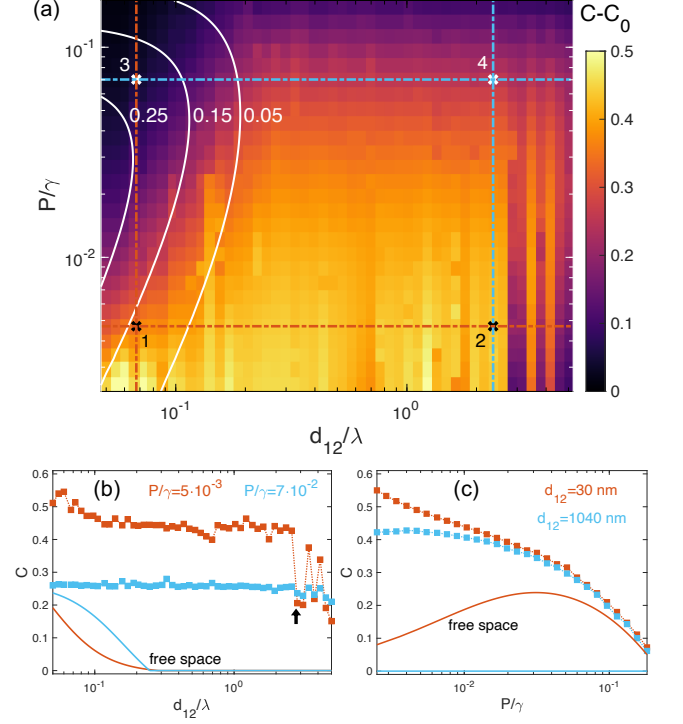 (a)
C-C₀
10⁻¹
P/γ
10⁻²
3
4
0.25 0.15 0.05
1
2
0.5
0.4
0.3
0.2
0.1
0
10⁻¹
10⁰
d₁₂/λ
(b)
P/γ=5·10⁻³
P/γ=7·10⁻²
C
0.6
0.5
0.4
0.3
0.2
0.1
0
free space
10⁻¹
10⁰
d₁₂/λ
(c)
d₁₂=30 nm
d₁₂=1040 nm
C
0.6
0.5
0.4
0.3
0.2
0.1
0
free space
10⁻²
10⁻¹
P/γ